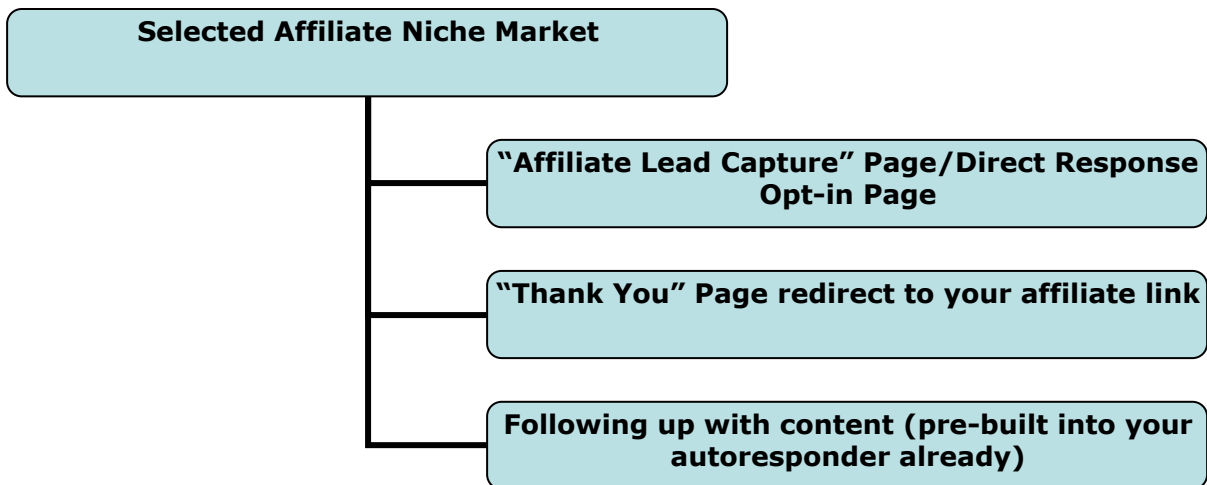 Selected Affiliate Niche Market
“Affiliate Lead Capture” Page/Direct Response
Opt-in Page
“Thank You” Page redirect to your affiliate link
Following up with content (pre-built into your
autoresponder already)